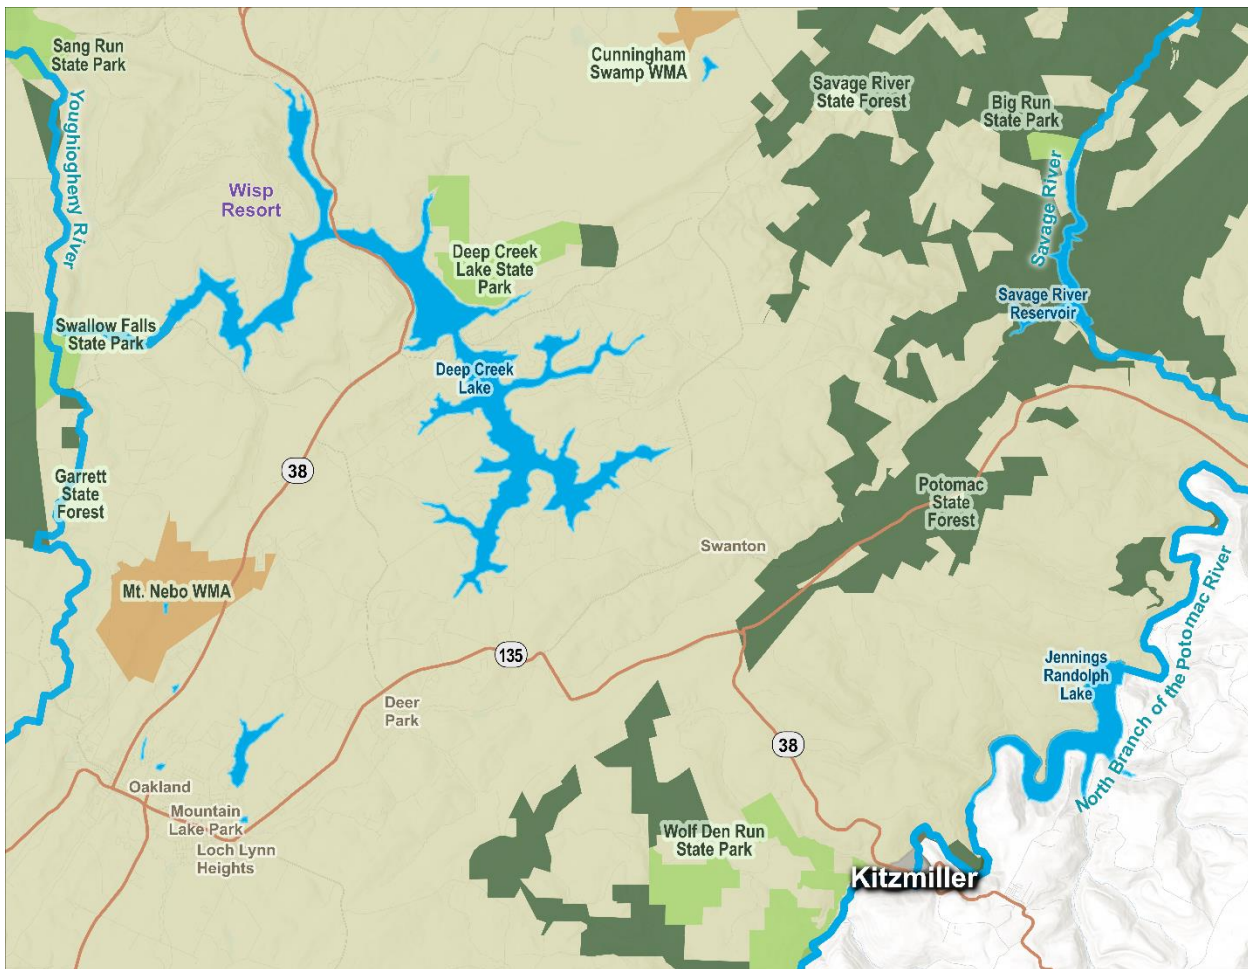 Sang Run
State Park
Cunningham
Swamp WMA
Savage River
State Forest
Big Run
State Park
Youghiogheny River
Wisp
Resort
Savage River
Deep Creek
Lake State
Park
Savage River
Reservoir
Swallow Falls
State Park
Deep Creek
Lake
38
Garrett
State
Forest
Potomac
State
Forest
Swanton
Mt. Nebo WMA
135
North Branch of the Potomac River
Jennings
Randolph
Lake
Deer
Park
38
Oakland
Mountain
Lake Park
Loch Lynn
Heights
Wolf Den Run
State Park
Kitzmiller